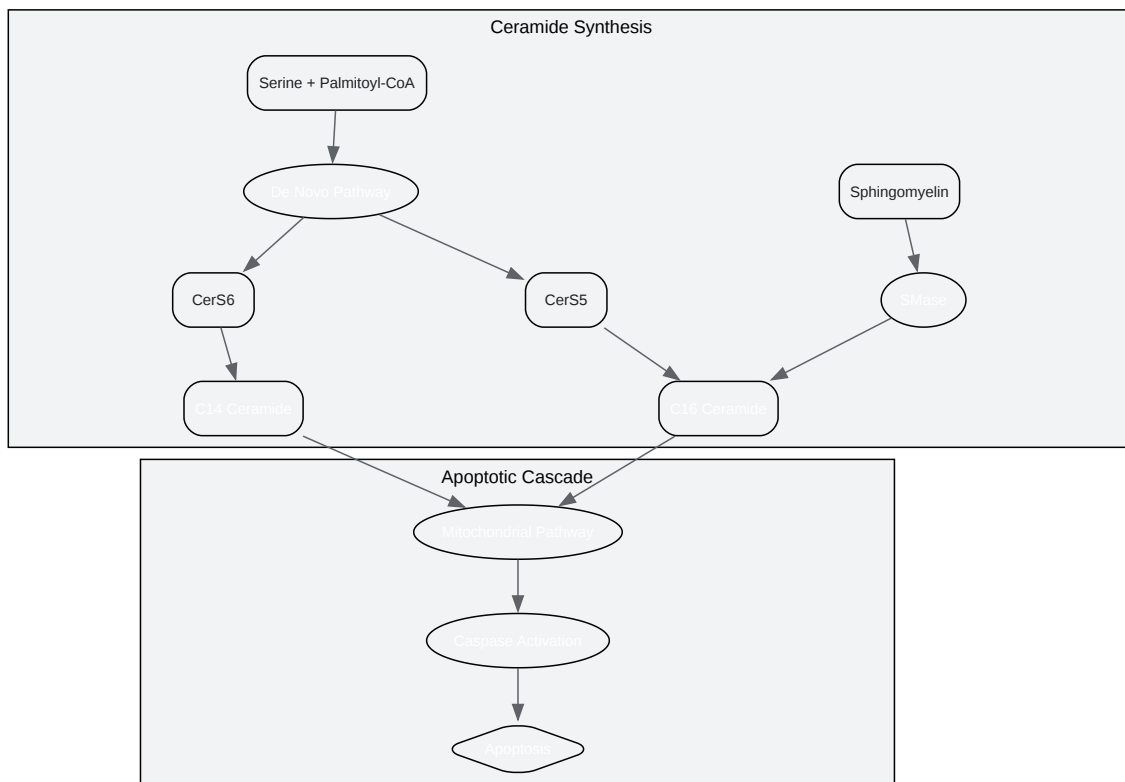 Ceramide Synthesis
Serine + Palmitoyl-CoA
De Novo Pathway
Sphingomyelin
CerS6
CerS5
SMase
C14 Ceramide
C16 Ceramide
Apoptotic Cascade
Mitochondrial Pathway
Caspase Activation
Apoptosis